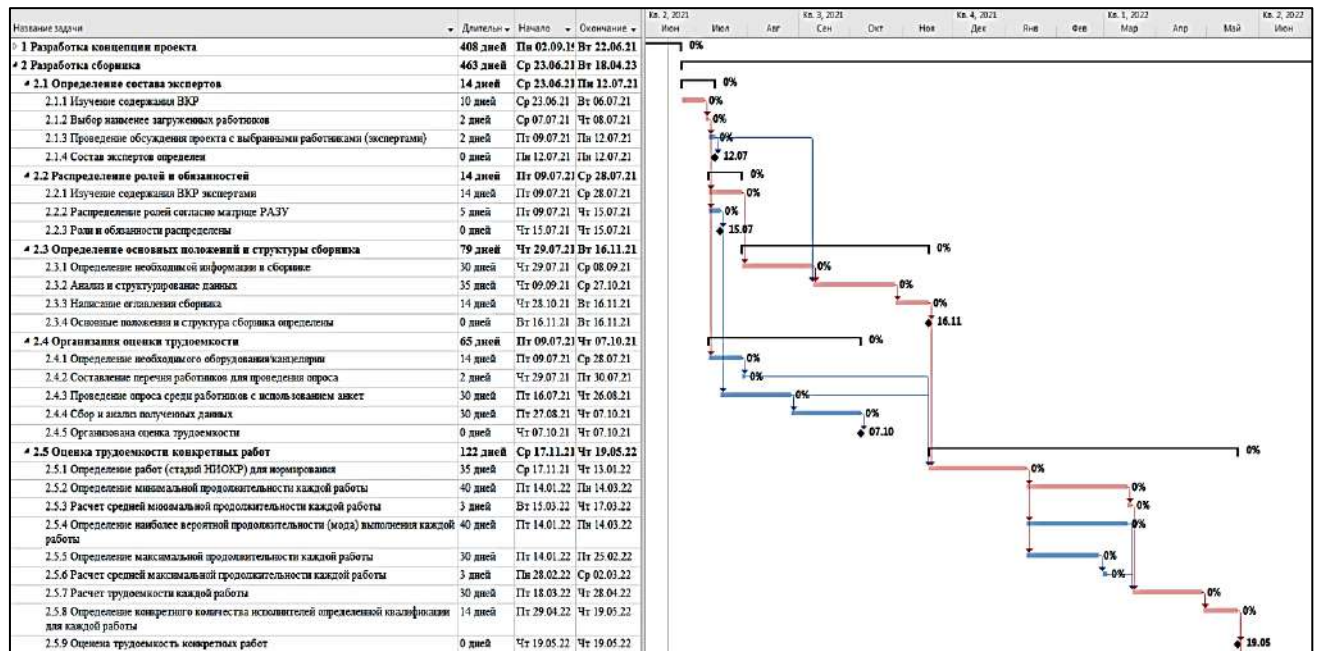 Кв. 2, 2021 Кв. 3, 2021 Кв. 4, 2021 Кв. 1, 2022 Кв. 2, 2022
Название задачи Длительн Начало Окончание Июн Июл Авг Сен Окт Ноя Дек Янв Фев Мар Апр Май Июн
1 Разработка концепции проекта 408 дней Пн 02.09.19 Вт 22.06.21 0%
2 Разработка сборника 463 дней Ср 23.06.21 Вт 18.04.23
2.1 Определение состава экспертов 14 дней Ср 23.06.21 Пн 12.07.21 0%
2.1.1 Изучение содержания ВКР 10 дней Ср 23.06.21 Вт 06.07.21 0%
2.1.2 Выбор наименее загруженных работников 2 дней Ср 07.07.21 Чт 08.07.21 0%
2.1.3 Проведение обсуждения проекта с выбранными работниками (экспертами) 2 дней Пт 09.07.21 Пн 12.07.21 0%
2.1.4 Состав экспертов определен 0 дней Пн 12.07.21 Пн 12.07.21 12.07
2.2 Распределение ролей и обязанностей 14 дней Пт 09.07.21 Ср 28.07.21 0%
2.2.1 Изучение содержания ВКР экспертами 14 дней Пт 09.07.21 Ср 28.07.21 0%
2.2.2 Распределение ролей согласно матрице РАЗУ 5 дней Пт 09.07.21 Чт 15.07.21 0%
2.2.3 Роли и обязанности распределены 0 дней Чт 15.07.21 Чт 15.07.21 15.07
2.3 Определение основных положений и структуры сборника 79 дней Чт 29.07.21 Вт 16.11.21 0%
2.3.1 Определение необходимой информации в сборнике 30 дней Чт 29.07.21 Ср 08.09.21 0%
2.3.2 Анализ и структурирование данных 35 дней Чт 09.09.21 Ср 27.10.21 0%
2.3.3 Написание оглавления сборника 14 дней Чт 28.10.21 Вт 16.11.21 0%
2.3.4 Основные положения и структура сборника определены 0 дней Вт 16.11.21 Вт 16.11.21 16.11
2.4 Организация оценки трудоемкости 65 дней Пт 09.07.21 Чт 07.10.21 0%
2.4.1 Определение необходимого оборудования/канцелярии 14 дней Пт 09.07.21 Ср 28.07.21 0%
2.4.2 Составление перечня работников для проведения опроса 2 дней Чт 29.07.21 Пт 30.07.21 0%
2.4.3 Проведение опроса среди работников с использованием анкет 30 дней Пт 16.07.21 Чт 26.08.21 0%
2.4.4 Сбор и анализ полученных данных 30 дней Пт 27.08.21 Чт 07.10.21 0%
2.4.5 Организована оценка трудоемкости 0 дней Чт 07.10.21 Чт 07.10.21 07.10
2.5 Оценка трудоемкости конкретных работ 122 дней Ср 17.11.21 Чт 19.05.22 0%
2.5.1 Определение работ (стадий НИОКР) для нормирования 35 дней Ср 17.11.21 Чт 13.01.22 0%
2.5.2 Определение минимальной продолжительности каждой работы 40 дней Пт 14.01.22 Пн 14.03.22 0%
2.5.3 Расчет средней минимальной продолжительности каждой работы 3 дней Вт 15.03.22 Чт 17.03.22 0%
2.5.4 Определение наиболее вероятной продолжительности (мода) выполнения каждой 40 дней Пт 14.01.22 Пн 14.03.22 0%
работы
2.5.5 Определение максимальной продолжительности каждой работы 30 дней Пт 14.01.22 Пт 25.02.22 0%
2.5.6 Расчет средней максимальной продолжительности каждой работы 3 дней Пн 28.02.22 Ср 02.03.22 0%
2.5.7 Расчет трудоемкости каждой работы 30 дней Пт 18.03.22 Чт 28.04.22 0%
2.5.8 Определение конкретного количества исполнителей определенной квалификации 14 дней Пт 29.04.22 Чт 19.05.22 0%
для каждой работы
2.5.9 Оценена трудоемкость конкретных работ 0 дней Чт 19.05.22 Чт 19.05.22 19.05